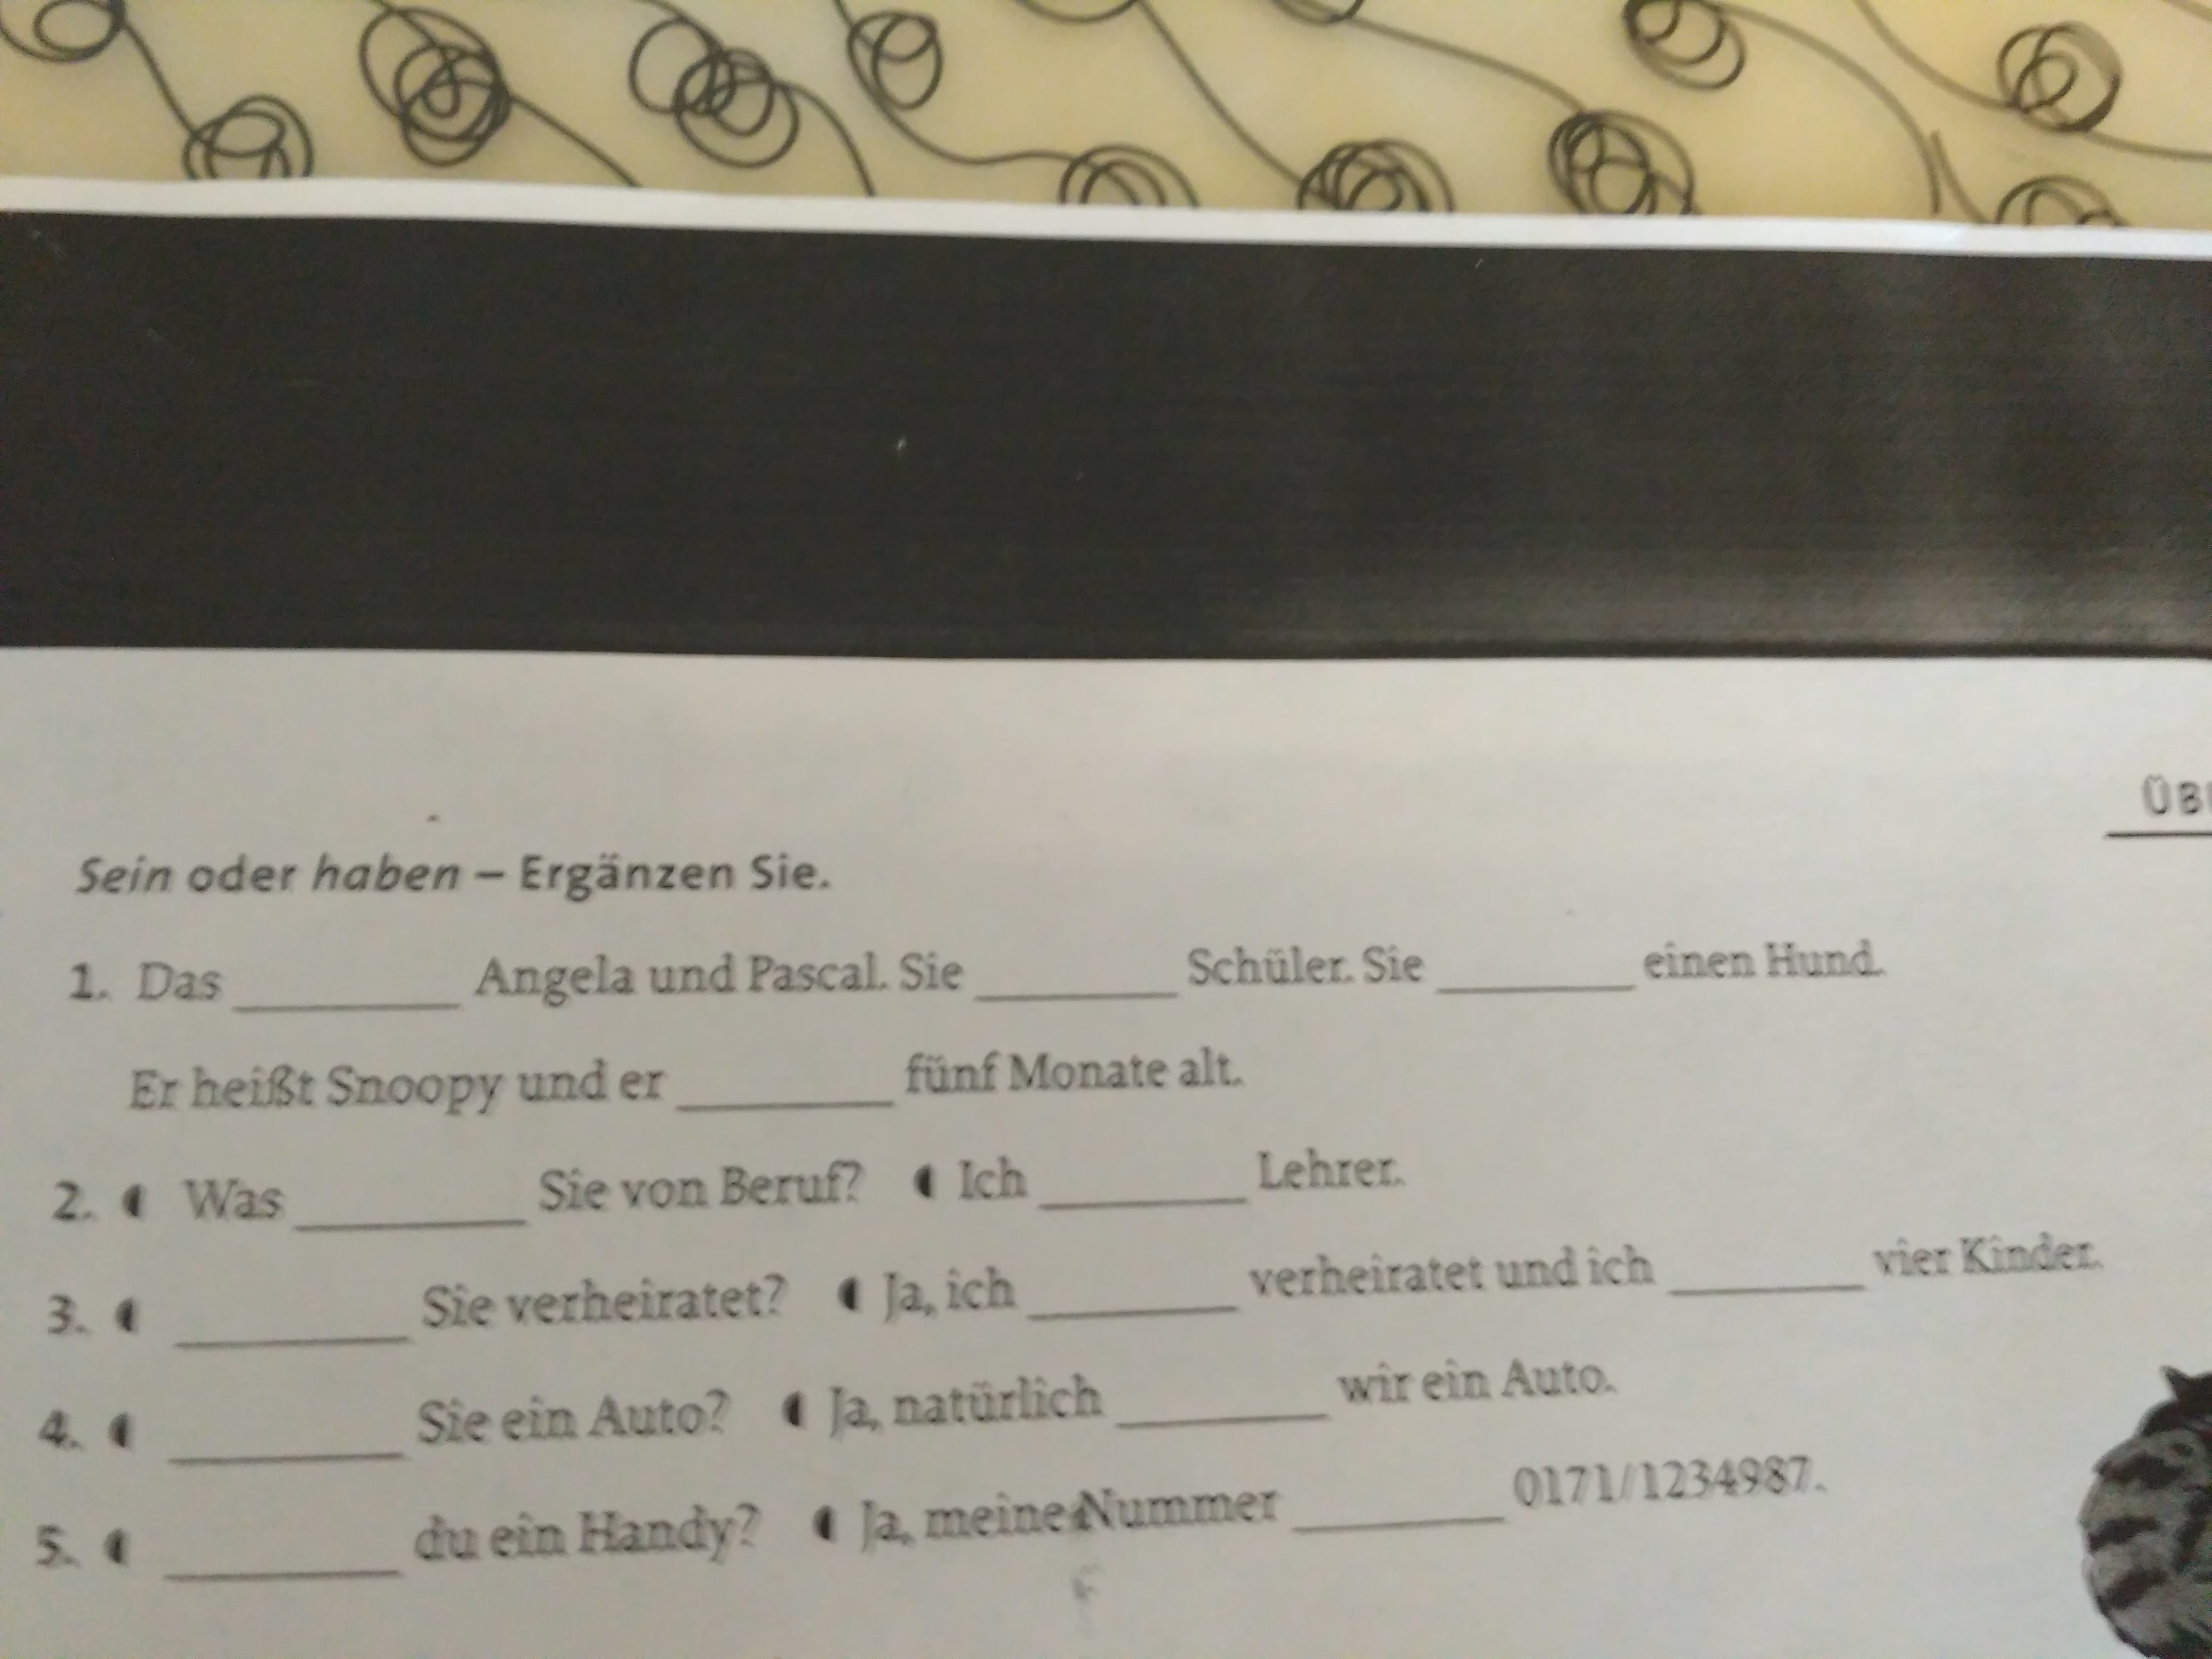 ÜB
Sein oder haben – Ergänzen Sie.
1. Das ________ Angela und Pascal. Sie ________ Schüler. Sie ________ einen Hund.
Er heißt Snoopy und er ________ fünf Monate alt.
2. Was ________ Sie von Beruf? Ich ________ Lehrer.
3. ________ Sie verheiratet? Ja, ich ________ verheiratet und ich ________ vier Kinder.
4. ________ Sie ein Auto? Ja, natürlich ________ wir ein Auto.
5. ________ du ein Handy? Ja, meine Nummer ________ 0171/1234987.